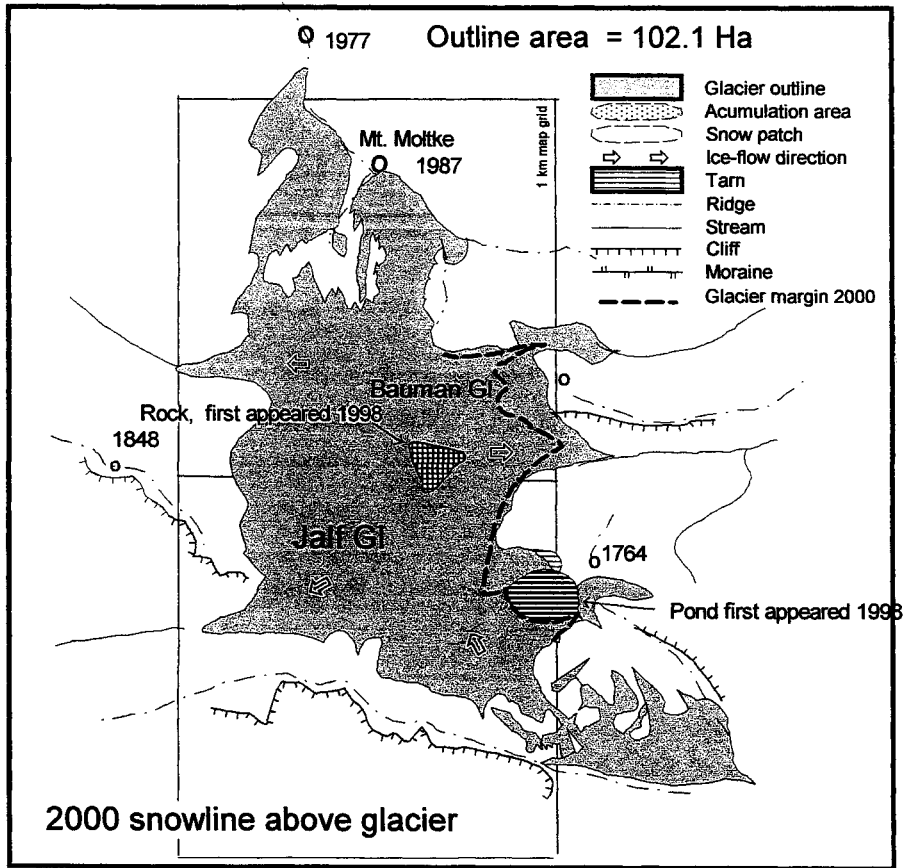 1977
Outline area = 102.1 Ha
Glacier outline
Acumulation area
Snow patch
Ice-flow direction
Tarn
Ridge
Stream
Cliff
Moraine
Glacier margin 2000
1 km map grid
Mt. Moltke
1987
Bauman Gl
Rock, first appeared 1998
1848
Jalf Gl
1764
Pond first appeared 1998
2000 snowline above glacier